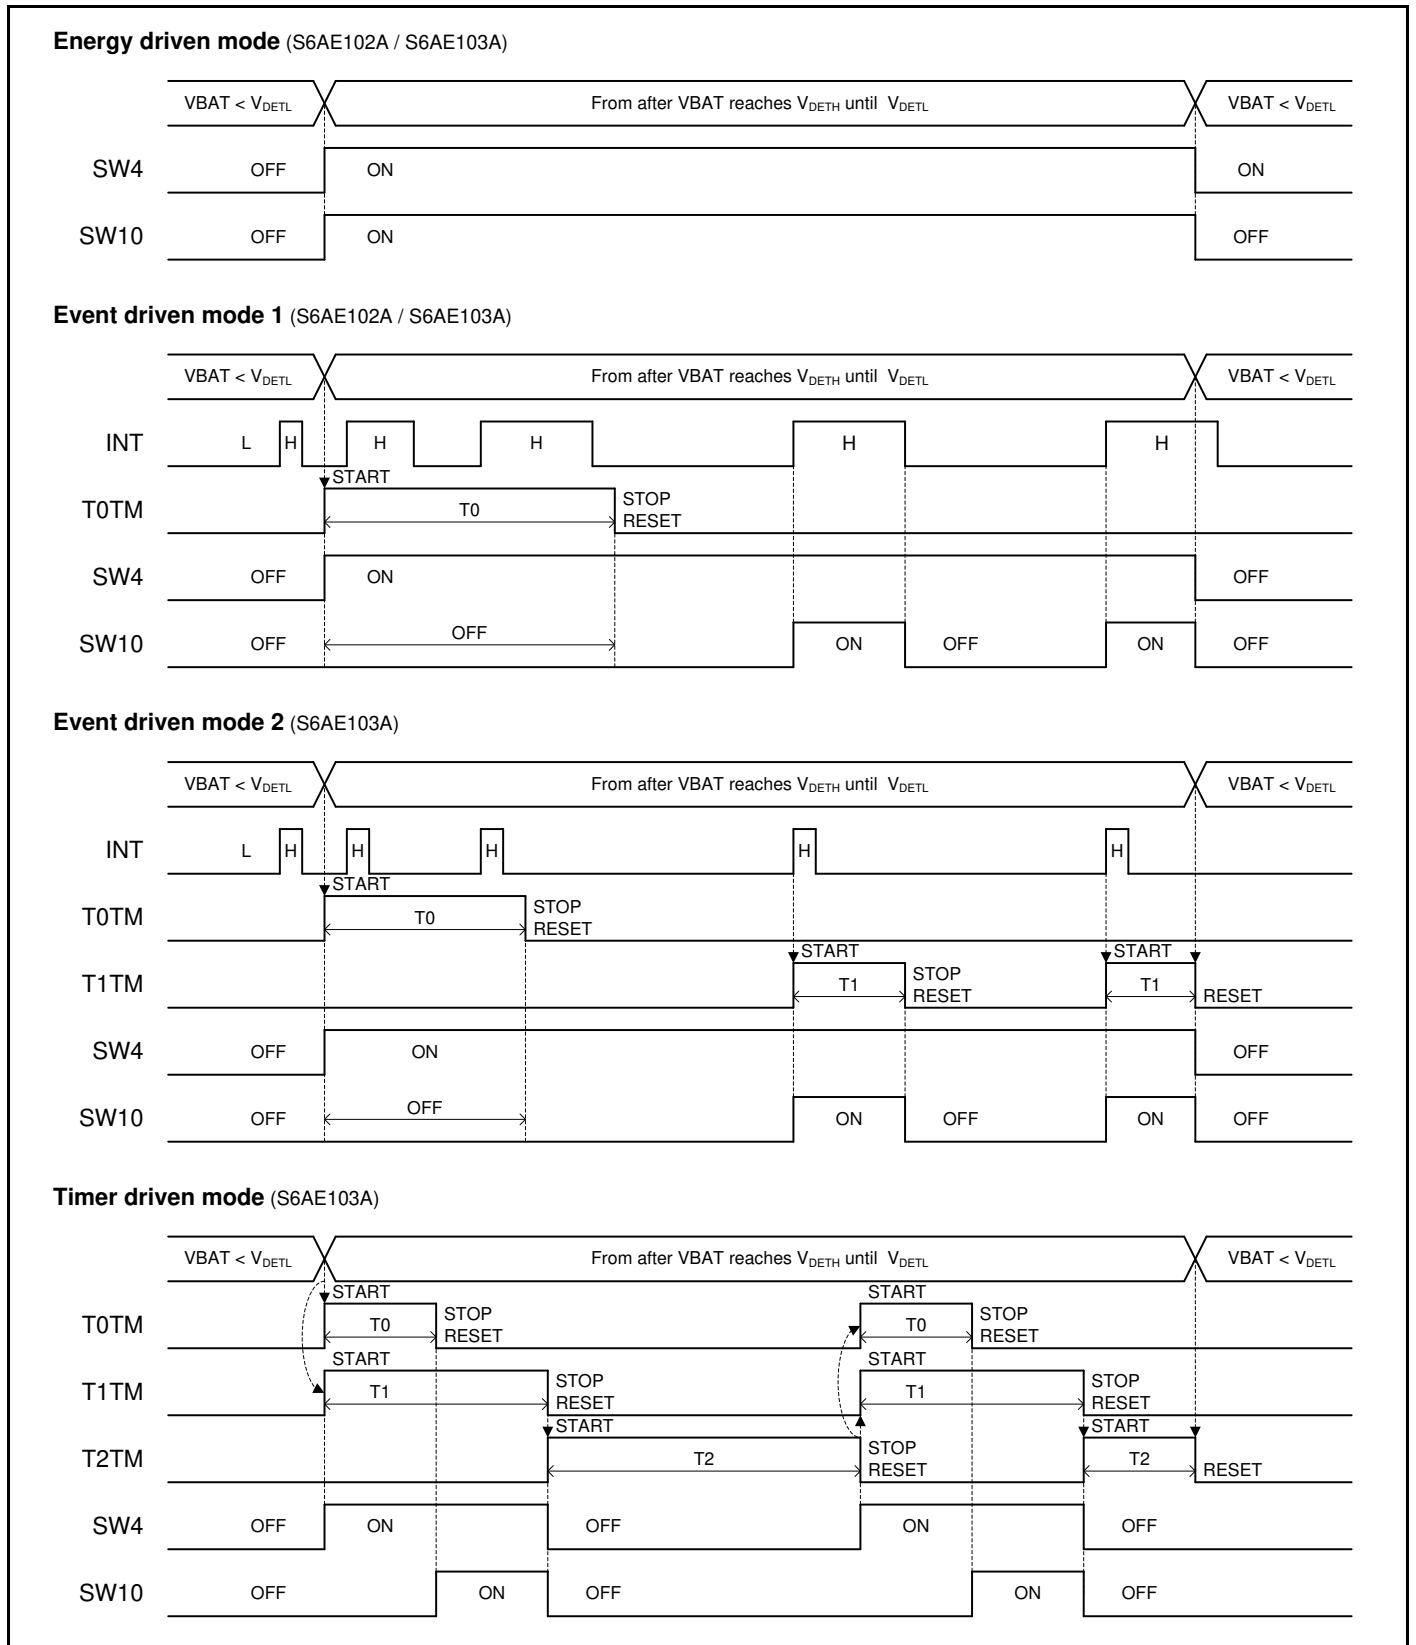 Energy driven mode (S6AE102A / S6AE103A)
VBAT < VDETL From after VBAT reaches VDETH until VDETL VBAT < VDETL
SW4 OFF ON ON
SW10 OFF ON OFF
Event driven mode 1 (S6AE102A / S6AE103A)
VBAT < VDETL From after VBAT reaches VDETH until VDETL VBAT < VDETL
INT L H H H H H
START
T0TM T0 STOP
RESET
SW4 OFF ON OFF
SW10 OFF OFF ON OFF ON OFF
Event driven mode 2 (S6AE103A)
VBAT < VDETL From after VBAT reaches VDETH until VDETL VBAT < VDETL
INT L H H H H H
START
T0TM T0 STOP
RESET
START START
T1TM T1 STOP T1
RESET RESET
SW4 OFF ON OFF
SW10 OFF OFF ON OFF ON OFF
Timer driven mode (S6AE103A)
VBAT < VDETL From after VBAT reaches VDETH until VDETL VBAT < VDETL
START START
T0TM T0 STOP T0 STOP
RESET RESET
START START
T1TM T1 STOP T1 STOP
RESET RESET
START START
T2TM T2 STOP T2
RESET RESET
SW4 OFF ON OFF ON OFF
SW10 OFF ON OFF ON OFF